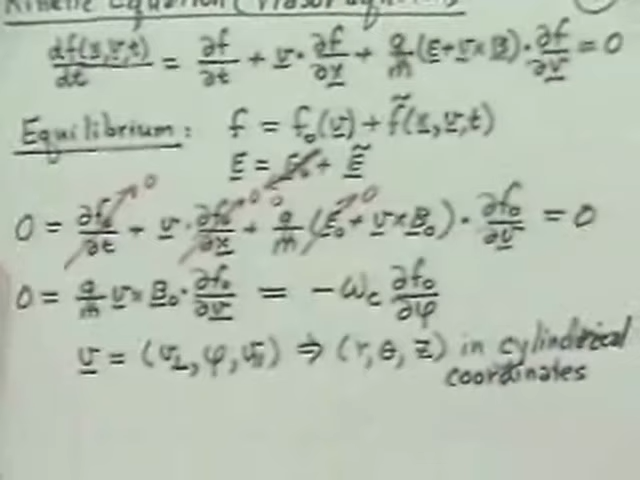 Kinetic Equation (Vlasov Equation)
df(x,v,t)/dt = ∂f/∂t + v·∂f/∂x + q/m (E+v×B)·∂f/∂v = 0
Equilibrium: f = f₀(v) + f̃(x,v,t)
E = E₀ + Ẽ
0 = ∂f₀/∂t + v·∂f₀/∂x + q/m (E₀+v×B₀)·∂f₀/∂v = 0
0 = q/m v×B₀·∂f₀/∂v = -ω_c ∂f₀/∂φ
v = (v⊥, φ, v∥) ⇒ (r, θ, z) in cylindrical
coordinates